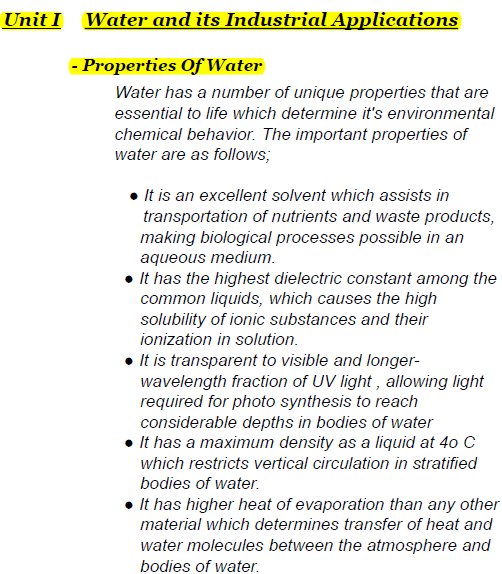 Unit I Water and its Industrial Applications
- Properties Of Water
Water has a number of unique properties that are
essential to life which determine it's environmental
chemical behavior. The important properties of
water are as follows;
● It is an excellent solvent which assists in
transportation of nutrients and waste products,
making biological processes possible in an
aqueous medium.
● It has the highest dielectric constant among the
common liquids, which causes the high
solubility of ionic substances and their
ionization in solution.
● It is transparent to visible and longer-
wavelength fraction of UV light , allowing light
required for photo synthesis to reach
considerable depths in bodies of water
● It has a maximum density as a liquid at 4o C
which restricts vertical circulation in stratified
bodies of water.
● It has higher heat of evaporation than any other
material which determines transfer of heat and
water molecules between the atmosphere and
bodies of water.